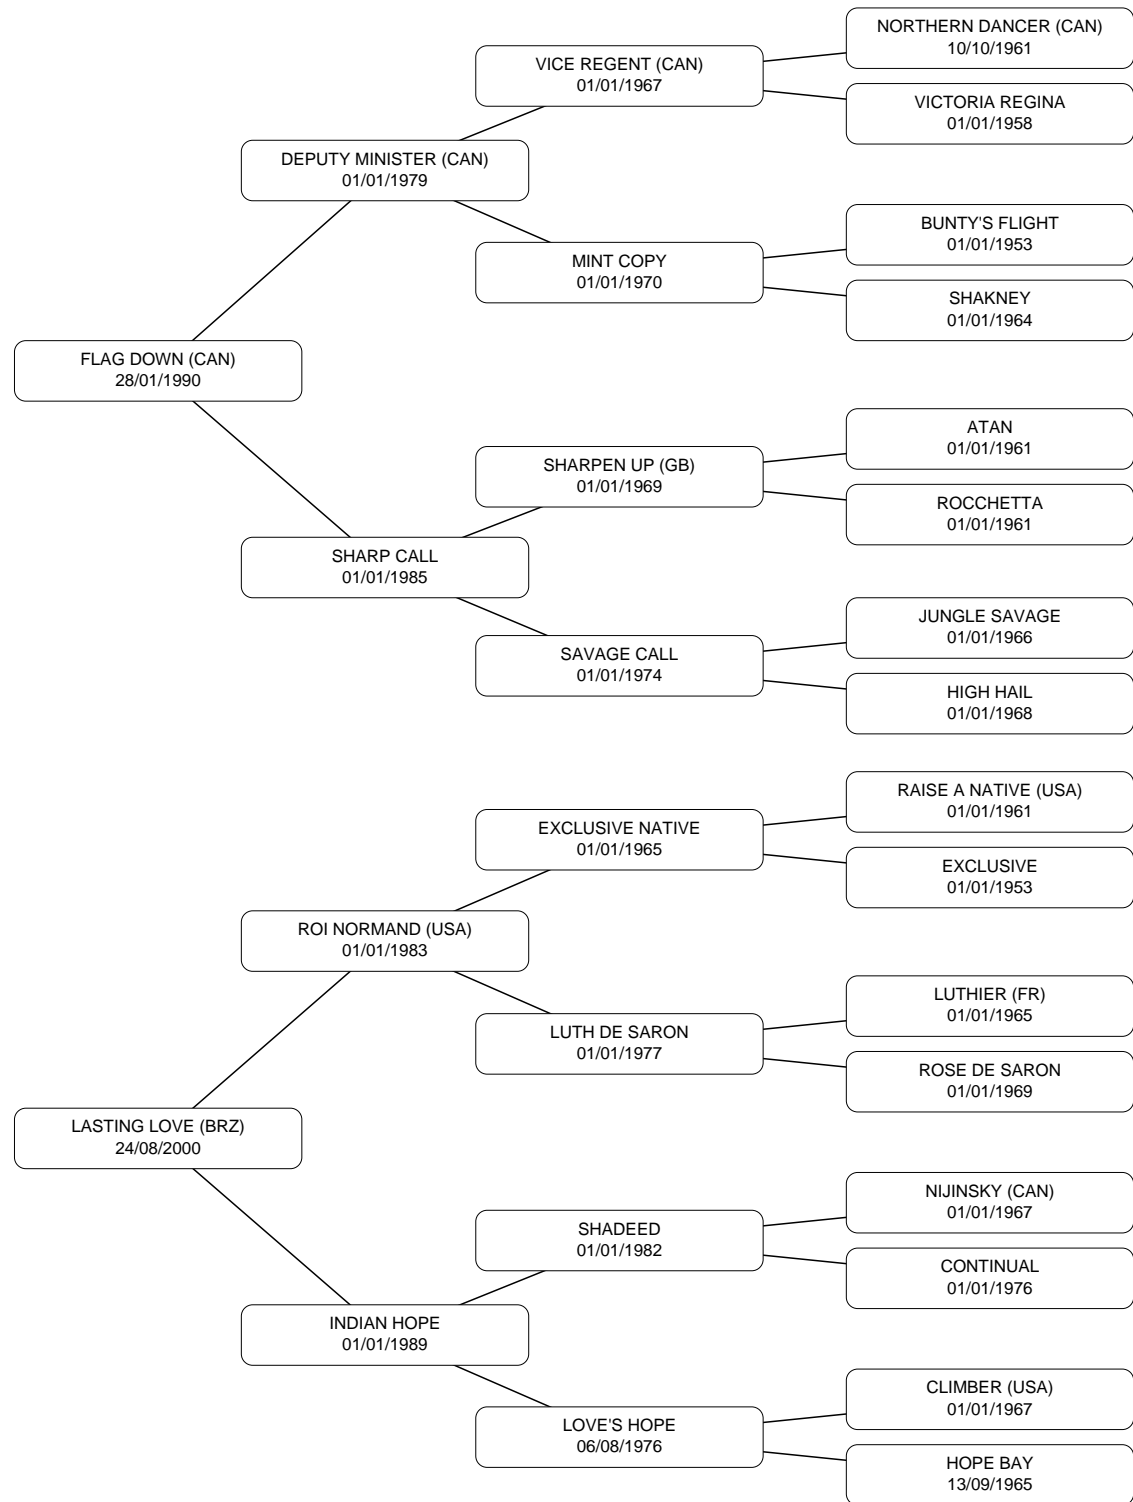 NORTHERN DANCER (CAN)
10/10/1961
VICE REGENT (CAN)
01/01/1967
VICTORIA REGINA
01/01/1958
DEPUTY MINISTER (CAN)
01/01/1979
BUNTY'S FLIGHT
01/01/1953
MINT COPY
01/01/1970
SHAKNEY
01/01/1964
FLAG DOWN (CAN)
28/01/1990
ATAN
01/01/1961
SHARPEN UP (GB)
01/01/1969
ROCCHETTA
01/01/1961
SHARP CALL
01/01/1985
JUNGLE SAVAGE
01/01/1966
SAVAGE CALL
01/01/1974
HIGH HAIL
01/01/1968
RAISE A NATIVE (USA)
01/01/1961
EXCLUSIVE NATIVE
01/01/1965
EXCLUSIVE
01/01/1953
ROI NORMAND (USA)
01/01/1983
LUTHIER (FR)
01/01/1965
LUTH DE SARON
01/01/1977
ROSE DE SARON
01/01/1969
LASTING LOVE (BRZ)
24/08/2000
NIJINSKY (CAN)
01/01/1967
SHADEED
01/01/1982
CONTINUAL
01/01/1976
INDIAN HOPE
01/01/1989
CLIMBER (USA)
01/01/1967
LOVE'S HOPE
06/08/1976
HOPE BAY
13/09/1965